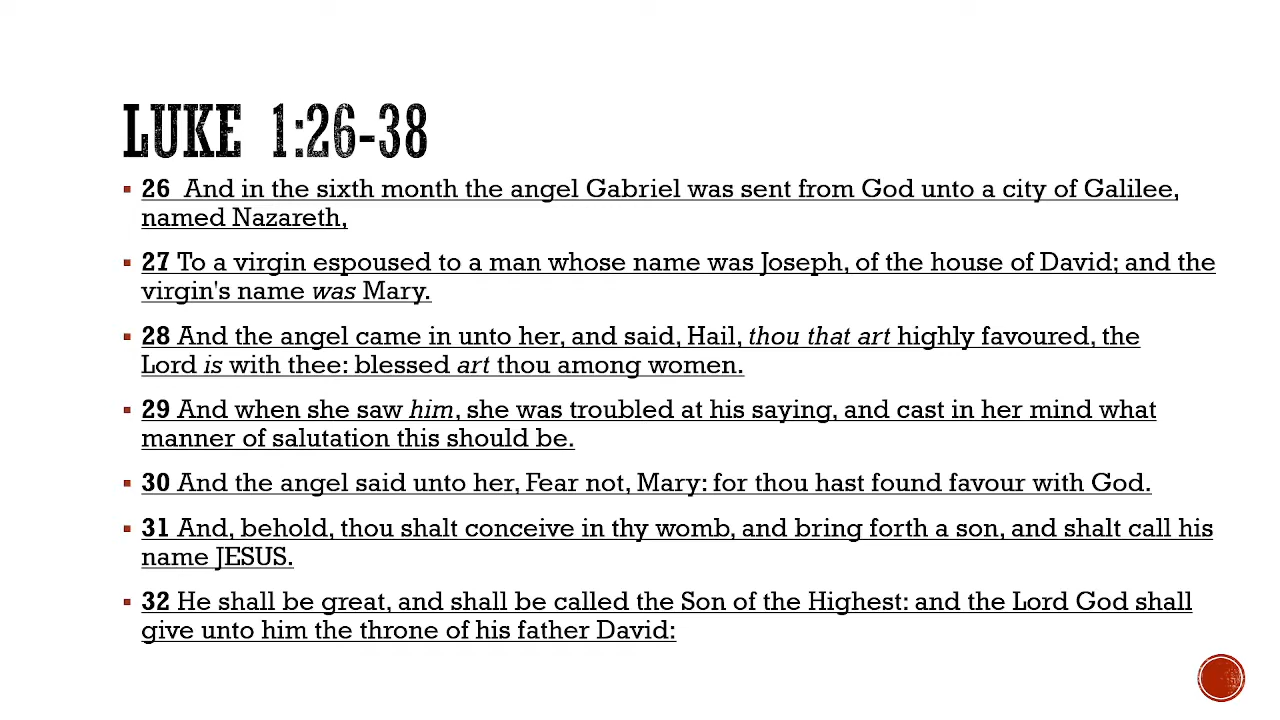 LUKE 1:26-38
▪ 26 And in the sixth month the angel Gabriel was sent from God unto a city of Galilee,
named Nazareth,
▪ 27 To a virgin espoused to a man whose name was Joseph, of the house of David; and the
virgin's name was Mary.
▪ 28 And the angel came in unto her, and said, Hail, thou that art highly favoured, the
Lord is with thee: blessed art thou among women.
▪ 29 And when she saw him, she was troubled at his saying, and cast in her mind what
manner of salutation this should be.
▪ 30 And the angel said unto her, Fear not, Mary: for thou hast found favour with God.
▪ 31 And, behold, thou shalt conceive in thy womb, and bring forth a son, and shalt call his
name JESUS.
▪ 32 He shall be great, and shall be called the Son of the Highest: and the Lord God shall
give unto him the throne of his father David: